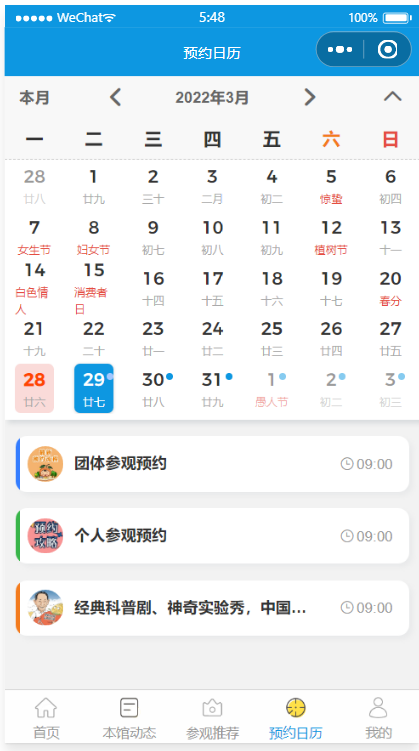 WeChat 5:48 100%
预约日历
本月 2022年3月
一 二 三 四 五 六 日
28 1 2 3 4 5 6
廿八 廿九 三十 二月 初二 惊蛰 初四
7 8 9 10 11 12 13
女生节 妇女节 初七 初八 初九 植树节 十一
14 15 16 17 18 19 20
白色情人 消费者日 十四 十五 十六 十七 春分
21 22 23 24 25 26 27
十九 二十 廿一 廿二 廿三 廿四 廿五
28 29 30 31 1 2 3
廿六 廿七 廿八 廿九 愚人节 初二 初三
团体参观预约 09:00
预约
攻略
个人参观预约 09:00
经典科普剧、神奇实验秀，中国... 09:00
首页 本馆动态 参观推荐 预约日历 我的